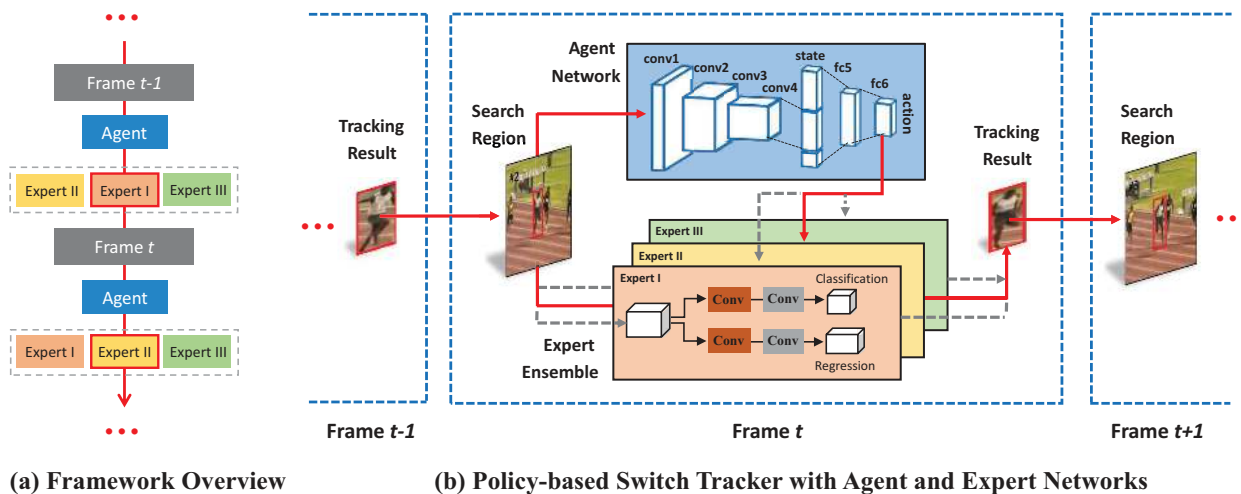 Frame t-1
Agent
Expert II Expert I Expert III
Frame t
Agent
Expert I Expert II Expert III
(a) Framework Overview
Tracking
Result
Frame t-1
Search
Region
Agent
Network
conv1
conv2
conv3
conv4
state
fc5
fc6
action
Expert III
Expert II
Expert I
Classification
Conv Conv
Conv Conv
Regression
Expert
Ensemble
Tracking
Result
Frame t
Search
Region
Frame t+1
(b) Policy-based Switch Tracker with Agent and Expert Networks